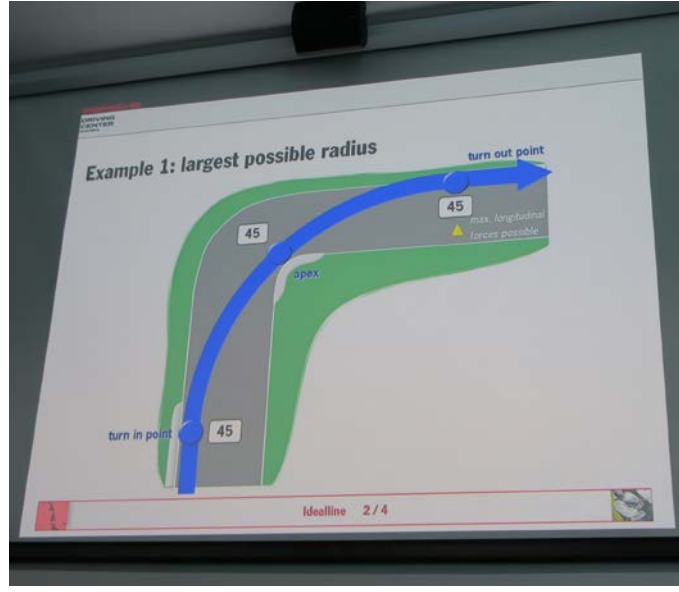 DRIVING
CENTER
Example 1: largest possible radius
turn out point
45
max. longitudinal
forces possible
45
apex
turn in point
45
Idealline 2 / 4